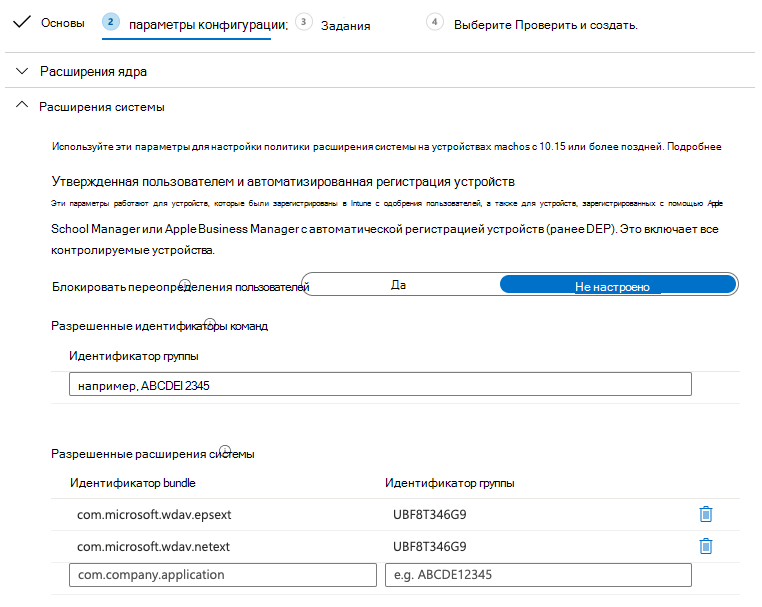 Основы 2 параметры конфигурации; 3 Задания 4 Выберите Проверить и создать.
Расширения ядра
Расширения системы
Используйте эти параметры для настройки политики расширения системы на устройствах machos с 10.15 или более поздней. Подробнее
Утвержденная пользователем и автоматизированная регистрация устройств
Эти параметры работают для устройств, которые были зарегистрированы в Intune с одобрения пользователей, а также для устройств, зарегистрированных с помощью Apple
School Manager или Apple Business Manager с автоматической регистрацией устройств (ранее DEP). Это включает все
контролируемые устройства.
Блокировать переопределения пользователей Да Не настроено
Разрешенные идентификаторы команд
Идентификатор группы
например, ABCDEI 2345
Разрешенные расширения системы
Идентификатор bundle Идентификатор группы
com.microsoft.wdav.epsext UBF8T346G9
com.microsoft.wdav.netext UBF8T346G9
com.company.application e.g. ABCDE12345